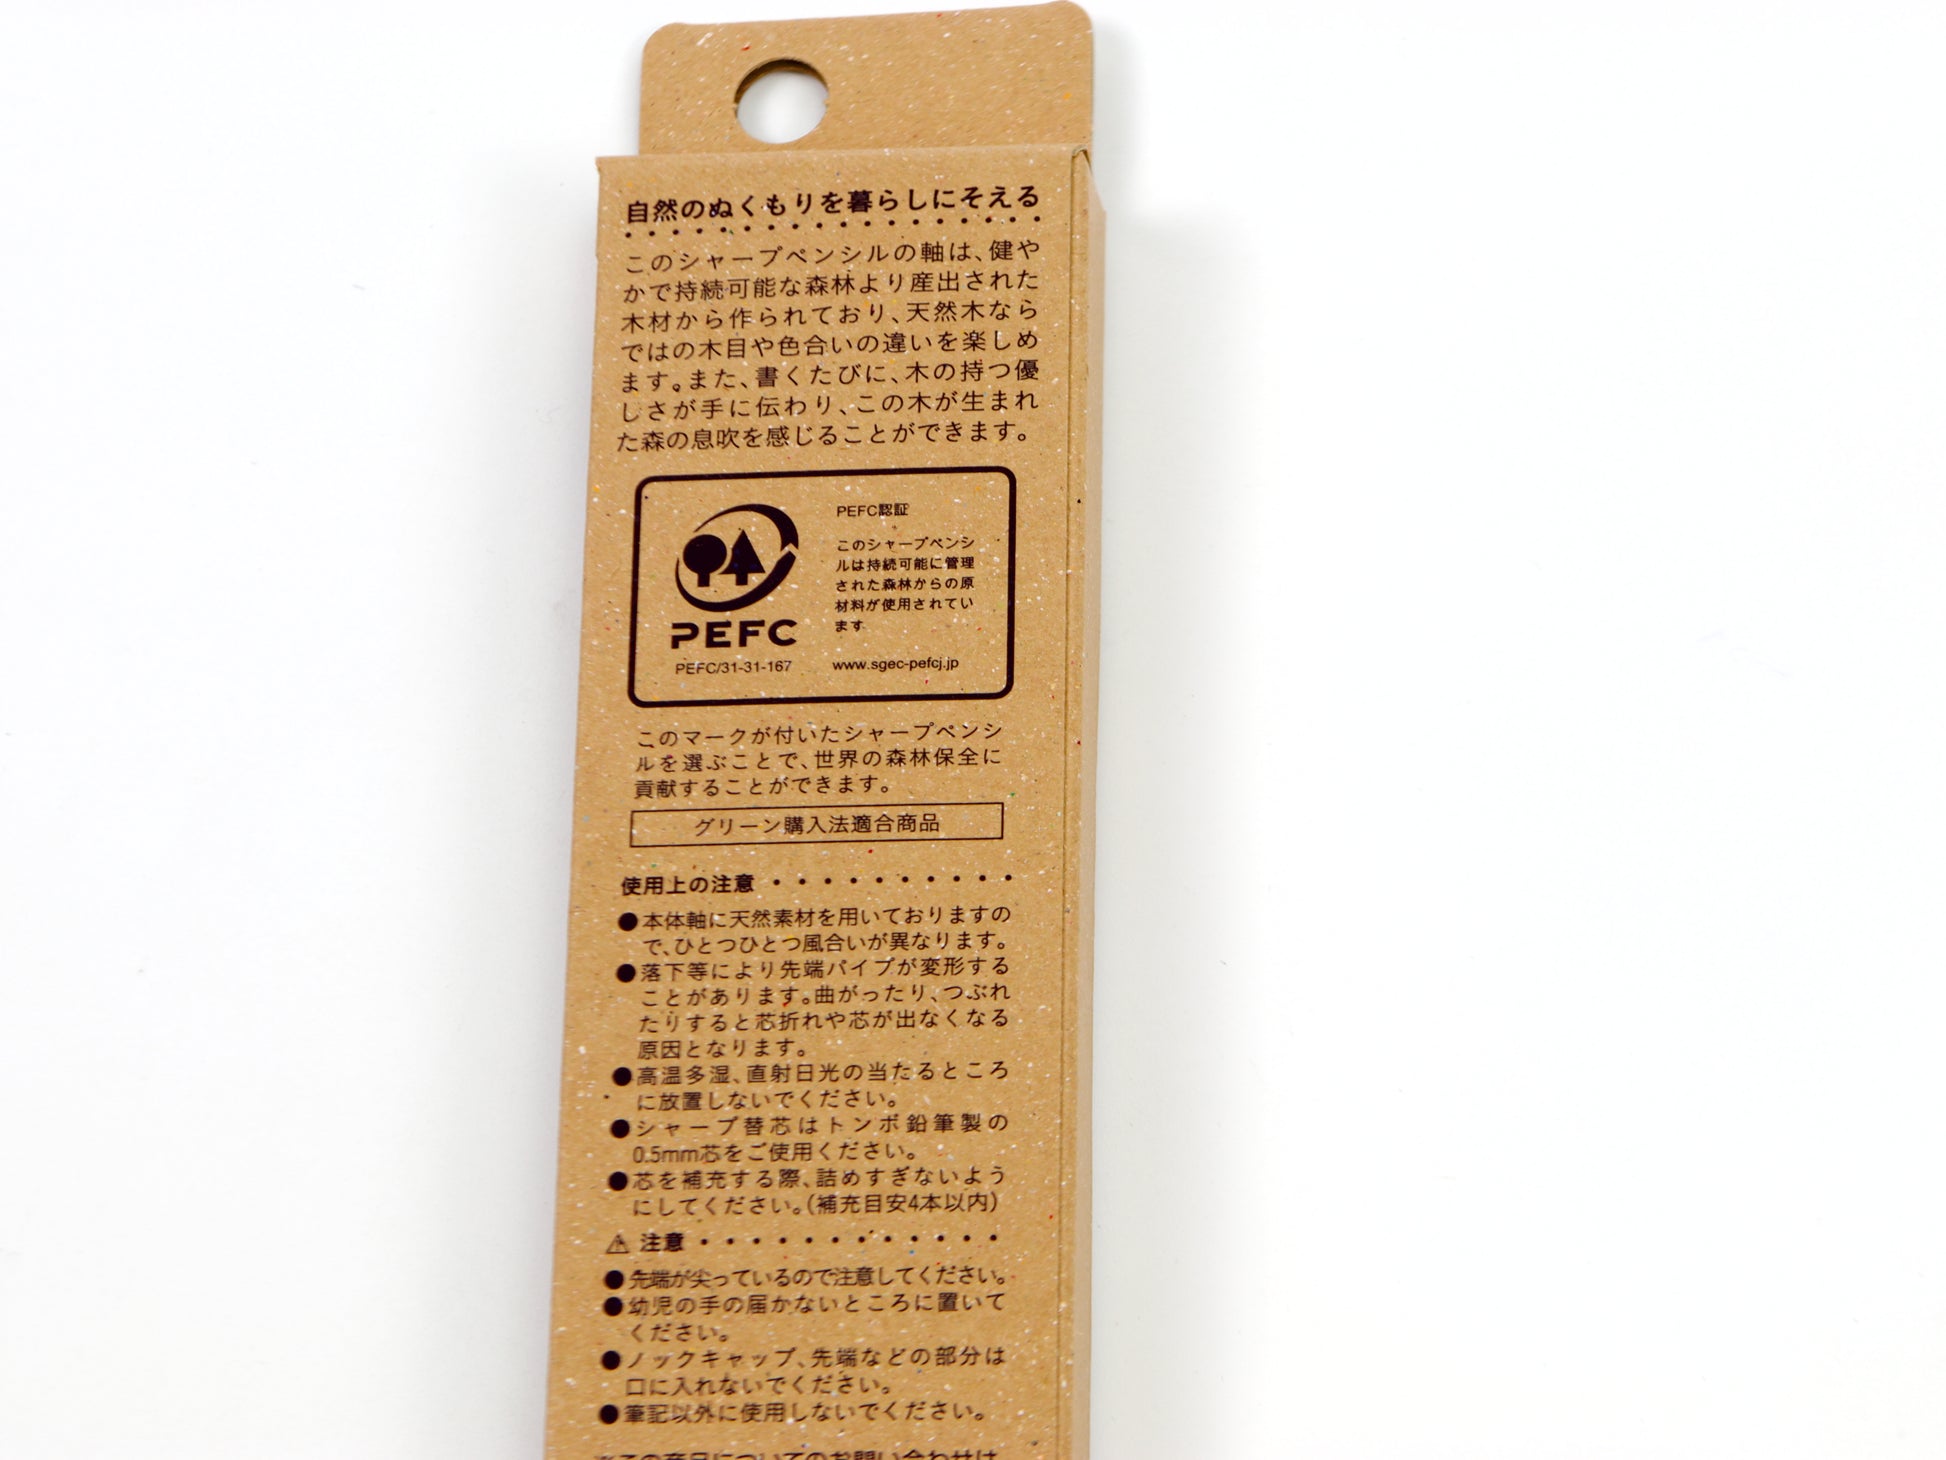 自然のぬくもりを暮らしにそえる
このシャープペンシルの軸は、健や
かで持続可能な森林より産出された
木材から作られており、天然木なら
ではの木目や色合いの違いを楽しめ
ます。また、書くたびに、木の持つ優
しさが手に伝わり、この木が生まれ
た森の息吹を感じることができます。
PEFC認証
このシャープペンシ
ルは持続可能に管理
された森林からの原
材料が使用されてい
ます
www.sgec-pefcj.jp
PEFC
PEFC/31-31-167
このマークが付いたシャープペンシ
ルを選ぶことで、世界の森林保全に
貢献することができます。
グリーン購入法適合商品
使用上の注意 ・・・・・・・・・・
●本体軸に天然素材を用いておりますの
で、ひとつひとつ風合いが異なります。
●落下等により先端パイプが変形する
ことがあります。曲がったり、つぶれ
たりすると芯折れや芯が出なくなる
原因となります。
●高温多湿、直射日光の当たるところ
に放置しないでください。
●シャープ替芯はトンボ鉛筆製の
0.5mm芯をご使用ください。
●芯を補充する際、詰めすぎないよう
にしてください。(補充目安4本以内)
⚠ 注意 ・・・・・・・・・・・・
●先端が尖っているので注意してください。
●幼児の手の届かないところに置いて
ください。
●ノックキャップ、先端などの部分は
口に入れないでください。
●筆記以外に使用しないでください。
※この商品についてのお問い合わせは